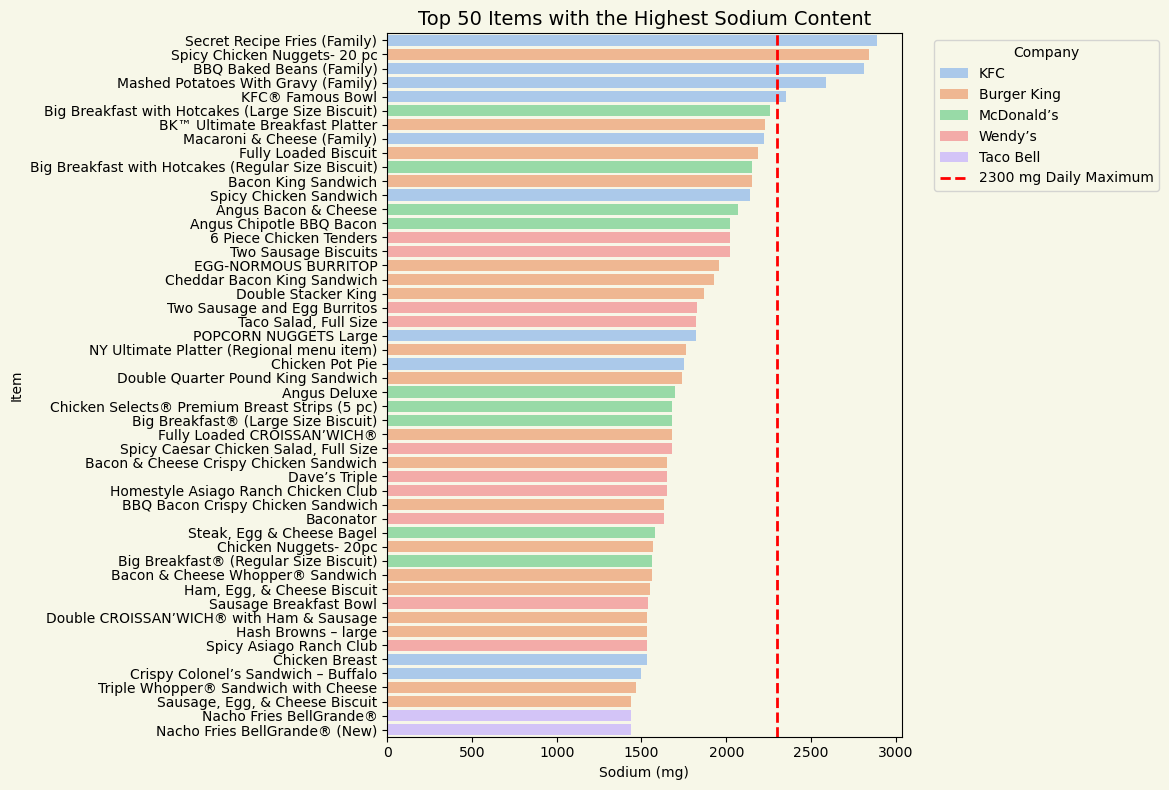 Top 50 Items with the Highest Sodium Content
Secret Recipe Fries (Family)
Spicy Chicken Nuggets- 20 pc
BBQ Baked Beans (Family)
Mashed Potatoes With Gravy (Family)
KFC® Famous Bowl
Big Breakfast with Hotcakes (Large Size Biscuit)
BK™ Ultimate Breakfast Platter
Macaroni & Cheese (Family)
Fully Loaded Biscuit
Big Breakfast with Hotcakes (Regular Size Biscuit)
Bacon King Sandwich
Spicy Chicken Sandwich
Angus Bacon & Cheese
Angus Chipotle BBQ Bacon
6 Piece Chicken Tenders
Two Sausage Biscuits
EGG-NORMOUS BURRITOP
Cheddar Bacon King Sandwich
Double Stacker King
Two Sausage and Egg Burritos
Taco Salad, Full Size
POPCORN NUGGETS Large
NY Ultimate Platter (Regional menu item)
Chicken Pot Pie
Double Quarter Pound King Sandwich
Angus Deluxe
Chicken Selects® Premium Breast Strips (5 pc)
Big Breakfast® (Large Size Biscuit)
Fully Loaded CROISSAN’WICH®
Spicy Caesar Chicken Salad, Full Size
Bacon & Cheese Crispy Chicken Sandwich
Dave’s Triple
Homestyle Asiago Ranch Chicken Club
BBQ Bacon Crispy Chicken Sandwich
Baconator
Steak, Egg & Cheese Bagel
Chicken Nuggets- 20pc
Big Breakfast® (Regular Size Biscuit)
Bacon & Cheese Whopper® Sandwich
Ham, Egg, & Cheese Biscuit
Sausage Breakfast Bowl
Double CROISSAN’WICH® with Ham & Sausage
Hash Browns – large
Spicy Asiago Ranch Club
Chicken Breast
Crispy Colonel’s Sandwich – Buffalo
Triple Whopper® Sandwich with Cheese
Sausage, Egg, & Cheese Biscuit
Nacho Fries BellGrande®
Nacho Fries BellGrande® (New)
Item
0 500 1000 1500 2000 2500 3000
Sodium (mg)
Company
KFC
Burger King
McDonald’s
Wendy’s
Taco Bell
2300 mg Daily Maximum